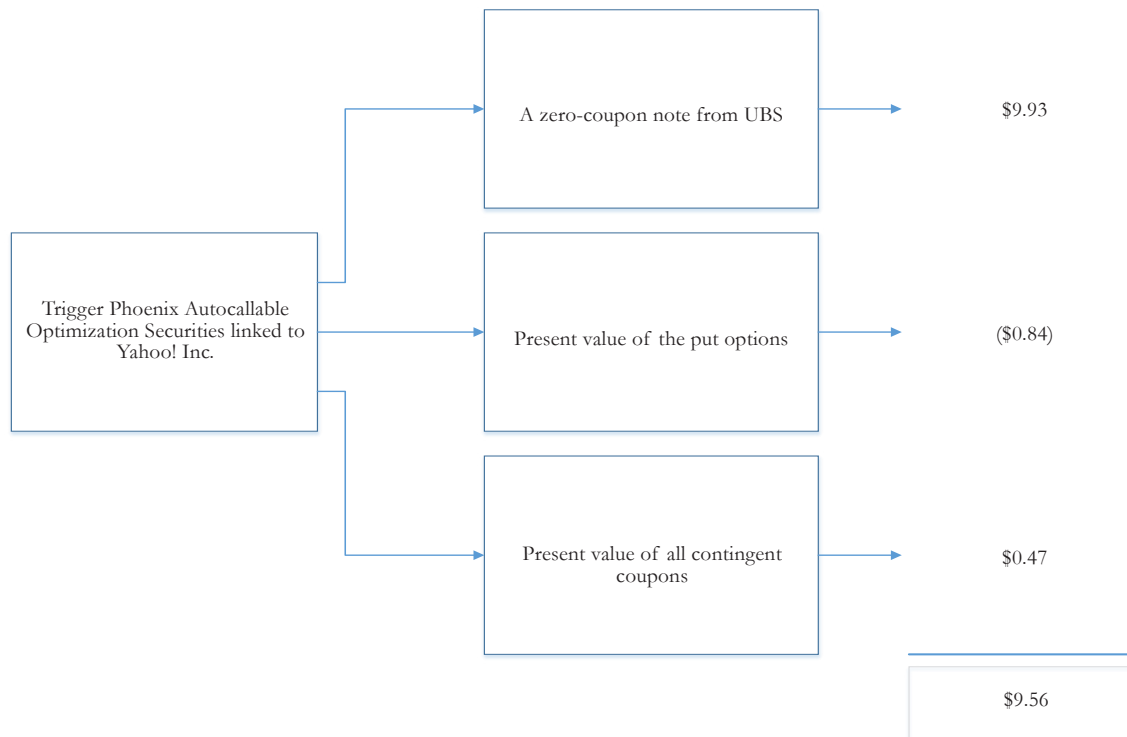 A zero-coupon note from UBS
$9.93
Trigger Phoenix Autocallable
Optimization Securities linked to
Yahoo! Inc.
Present value of the put options
($0.84)
Present value of all contingent
coupons
$0.47
$9.56